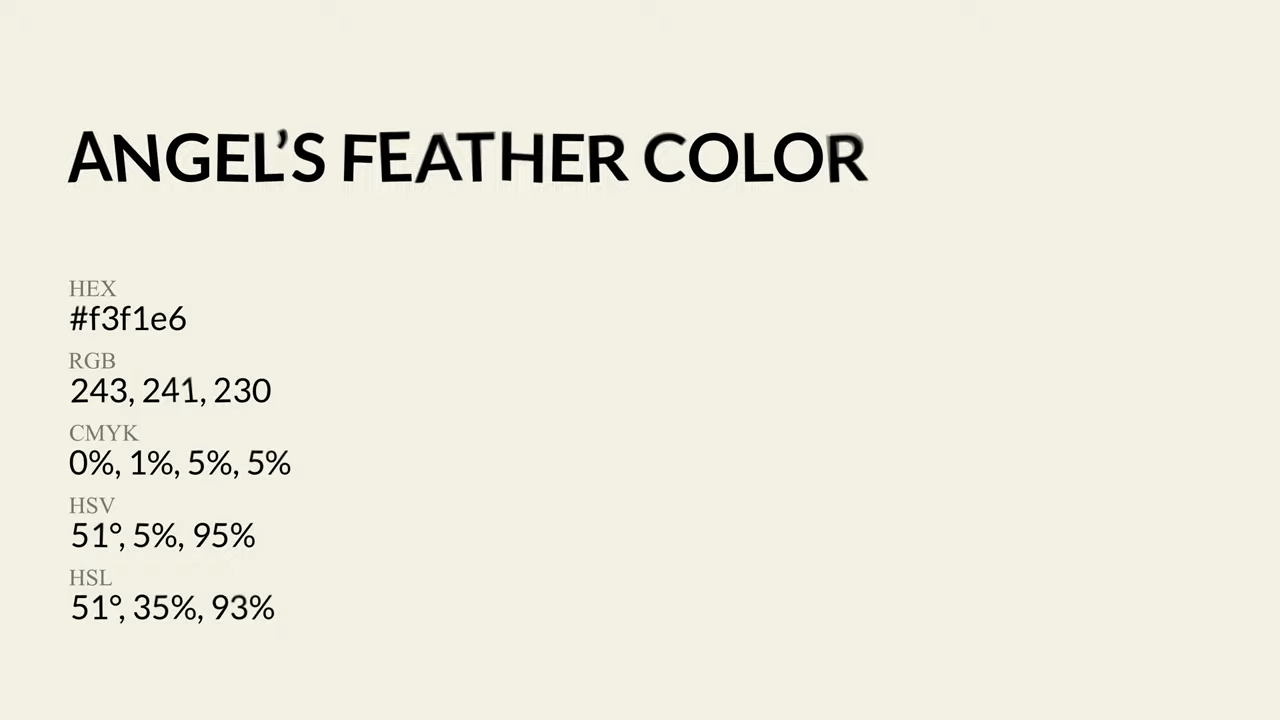 ANGEL’S FEATHER COLOR
HEX
#f3f1e6
RGB
243, 241, 230
CMYK
0%, 1%, 5%, 5%
HSV
51°, 5%, 95%
HSL
51°, 35%, 93%